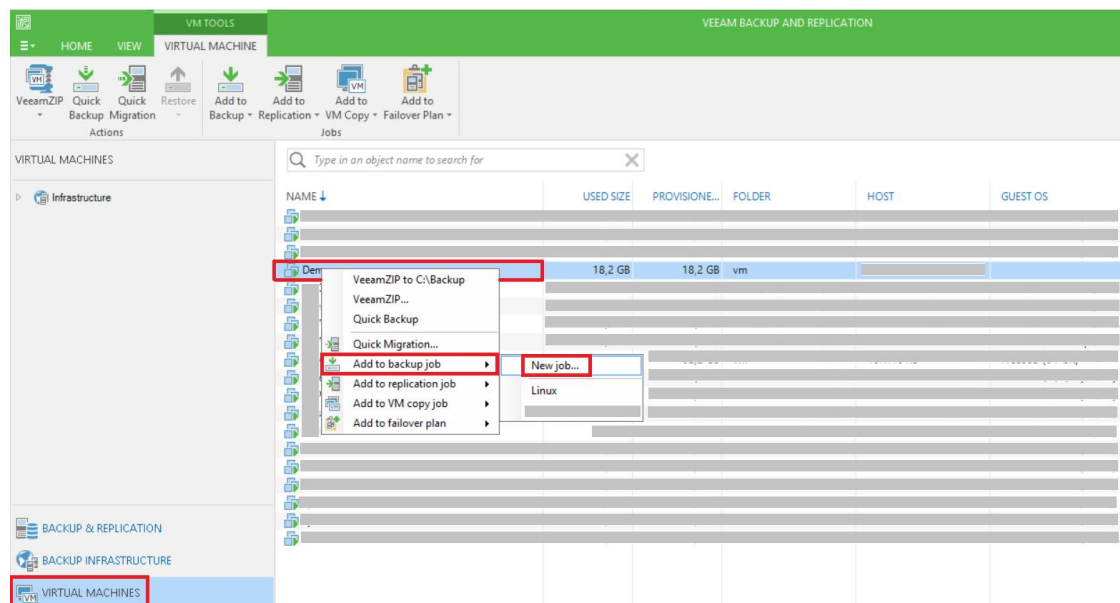 VM TOOLS
VEEAM BACKUP AND REPLICATION
HOME VIEW VIRTUAL MACHINE
VM VM
VeeamZIP Quick Quick Restore Add to Add to Add to Add to
Backup Migration Backup Replication VM Copy Failover Plan
Actions Jobs
VIRTUAL MACHINES
Type in an object name to search for
Infrastructure
NAME USED SIZE PROVISIONE... FOLDER HOST GUEST OS
18,2 GB 18,2 GB vm
VeeamZIP to C:\Backup
VeeamZIP...
Quick Backup
Quick Migration...
Add to backup job
New job...
Add to replication job
Linux
Add to VM copy job
Add to failover plan
BACKUP & REPLICATION
BACKUP INFRASTRUCTURE
VM VIRTUAL MACHINES